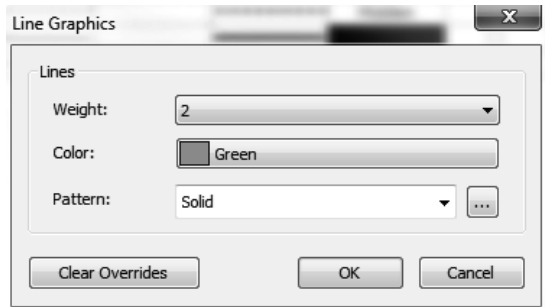 Line Graphics
x
Lines
Weight:
2
Color:
Green
Pattern:
Solid
...
Clear Overrides
OK
Cancel